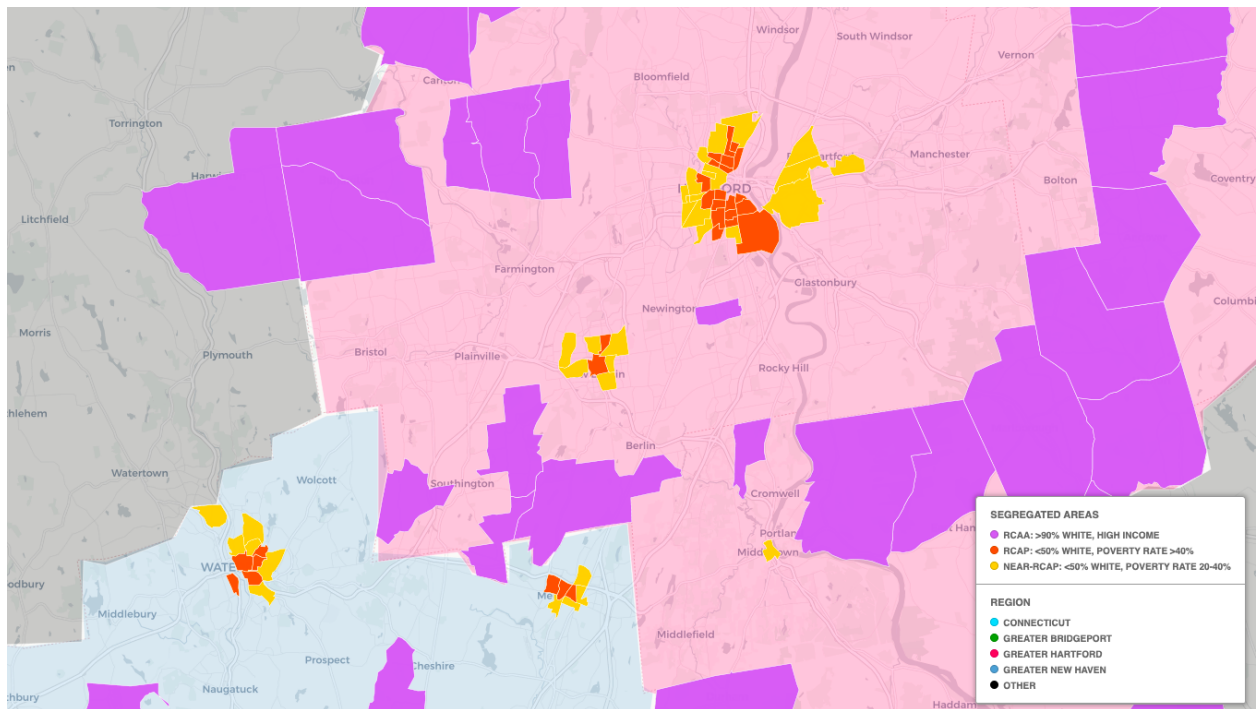 Windsor
South Windsor
Vernon
Bloomfield
Torrington
Manchester
Bolton
Coventry
Litchfield
Farmington
Glastonbury
Newington
Morris
Plymouth
Bristol
Plainville
Rocky Hill
Berlin
Watertown
Wolcott
Southington
Cromwell
Middlebury
Middlefield
Prospect
Cheshire
Naugatuck
SEGREGATED AREAS
RCAA: >90% WHITE, HIGH INCOME
RCAP: <50% WHITE, POVERTY RATE >40%
NEAR-RCAP: <50% WHITE, POVERTY RATE 20-40%
REGION
CONNECTICUT
GREATER BRIDGEPORT
GREATER HARTFORD
GREATER NEW HAVEN
OTHER